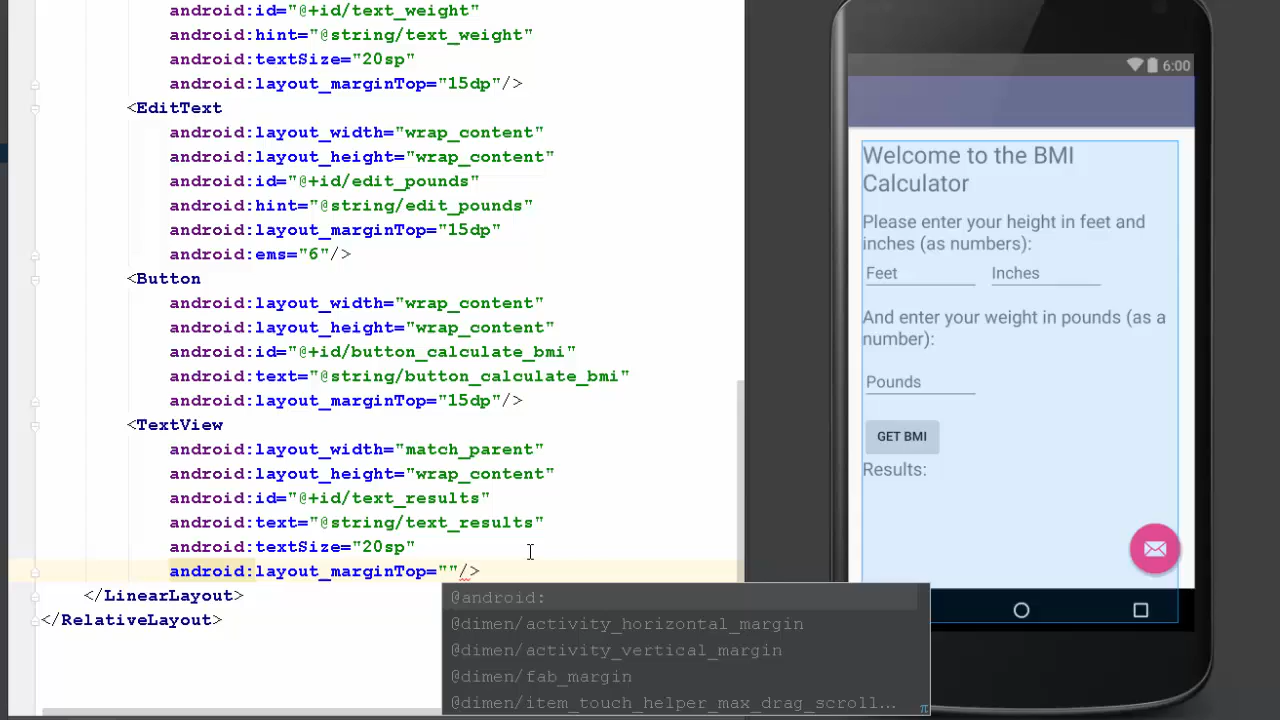 android:id="@+id/text_weight"
android:hint="@string/text_weight"
android:textSize="20sp"
android:layout_marginTop="15dp"/>
<EditText
android:layout_width="wrap_content"
android:layout_height="wrap_content"
android:id="@+id/edit_pounds"
android:hint="@string/edit_pounds"
android:layout_marginTop="15dp"
android:ems="6"/>
<Button
android:layout_width="wrap_content"
android:layout_height="wrap_content"
android:id="@+id/button_calculate_bmi"
android:text="@string/button_calculate_bmi"
android:layout_marginTop="15dp"/>
<TextView
android:layout_width="match_parent"
android:layout_height="wrap_content"
android:id="@+id/text_results"
android:text="@string/text_results"
android:textSize="20sp"
android:layout_marginTop=""/>
</LinearLayout>
</RelativeLayout>
@android:
@dimen/activity_horizontal_margin
@dimen/activity_vertical_margin
@dimen/fab_margin
@dimen/item_touch_helper_max_drag_scroll...
π
6:00
Welcome to the BMI
Calculator
Please enter your height in feet and
inches (as numbers):
Feet
Inches
And enter your weight in pounds (as a
number):
Pounds
GET BMI
Results: